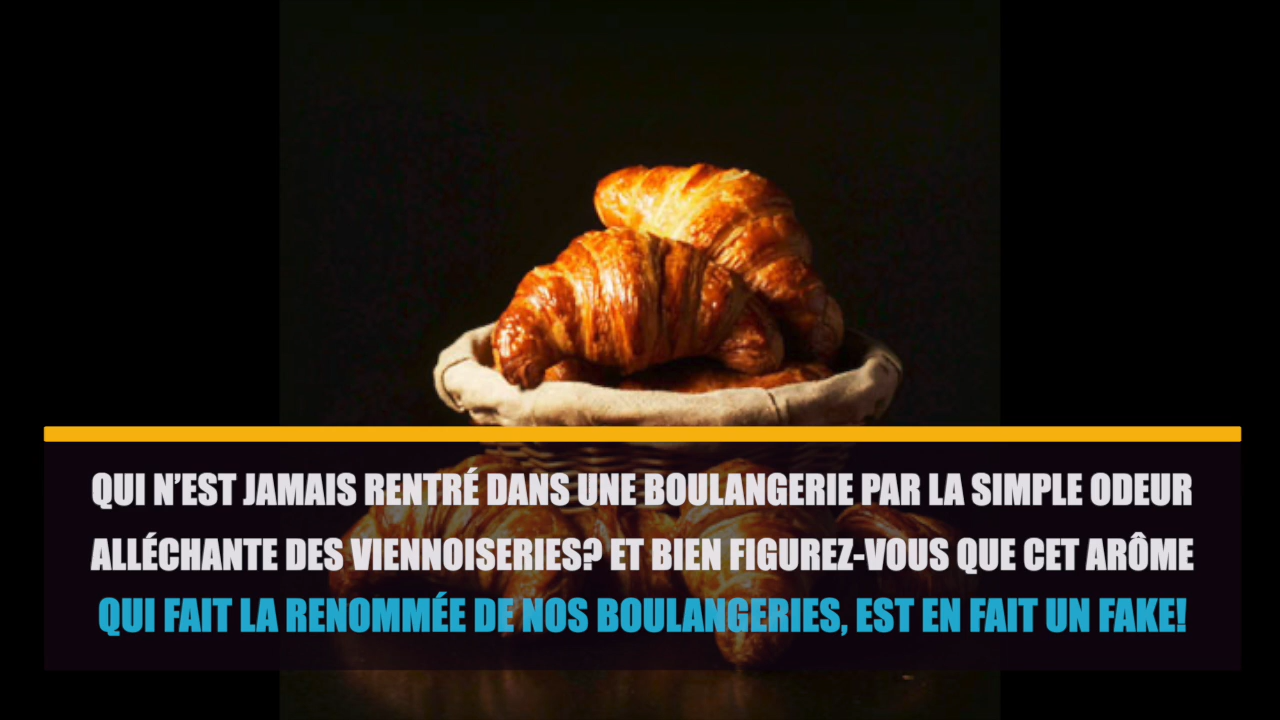 QUI N’EST JAMAIS RENTRÉ DANS UNE BOULANGERIE PAR LA SIMPLE ODEUR
ALLÉCHANTE DES VIENNOISERIES? ET BIEN FIGUREZ-VOUS QUE CET ARÔME
QUI FAIT LA RENOMMÉE DE NOS BOULANGERIES, EST EN FAIT UN FAKE!